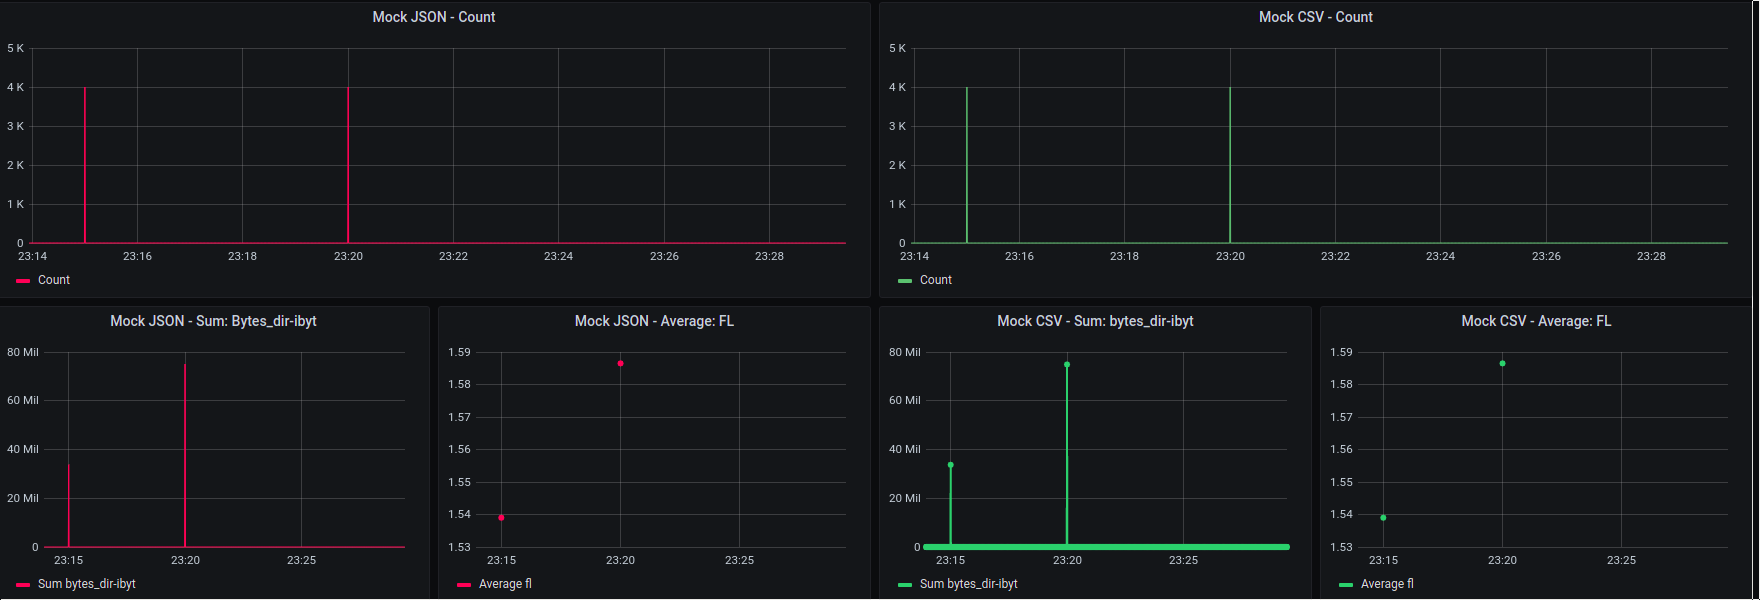 Mock JSON - Count
5 K
4 K
3 K
2 K
1 K
0
23:14 23:16 23:18 23:20 23:22 23:24 23:26 23:28
Count
Mock CSV - Count
5 K
4 K
3 K
2 K
1 K
0
23:14 23:16 23:18 23:20 23:22 23:24 23:26 23:28
Count
Mock JSON - Sum: Bytes_dir-ibyt
80 Mil
60 Mil
40 Mil
20 Mil
0
23:15 23:20 23:25
Sum bytes_dir-ibyt
Mock JSON - Average: FL
1.59
1.58
1.57
1.56
1.55
1.54
1.53
23:15 23:20 23:25
Average fl
Mock CSV - Sum: bytes_dir-ibyt
80 Mil
60 Mil
40 Mil
20 Mil
0
23:15 23:20 23:25
Sum bytes_dir-ibyt
Mock CSV - Average: FL
1.59
1.58
1.57
1.56
1.55
1.54
1.53
23:15 23:20 23:25
Average fl